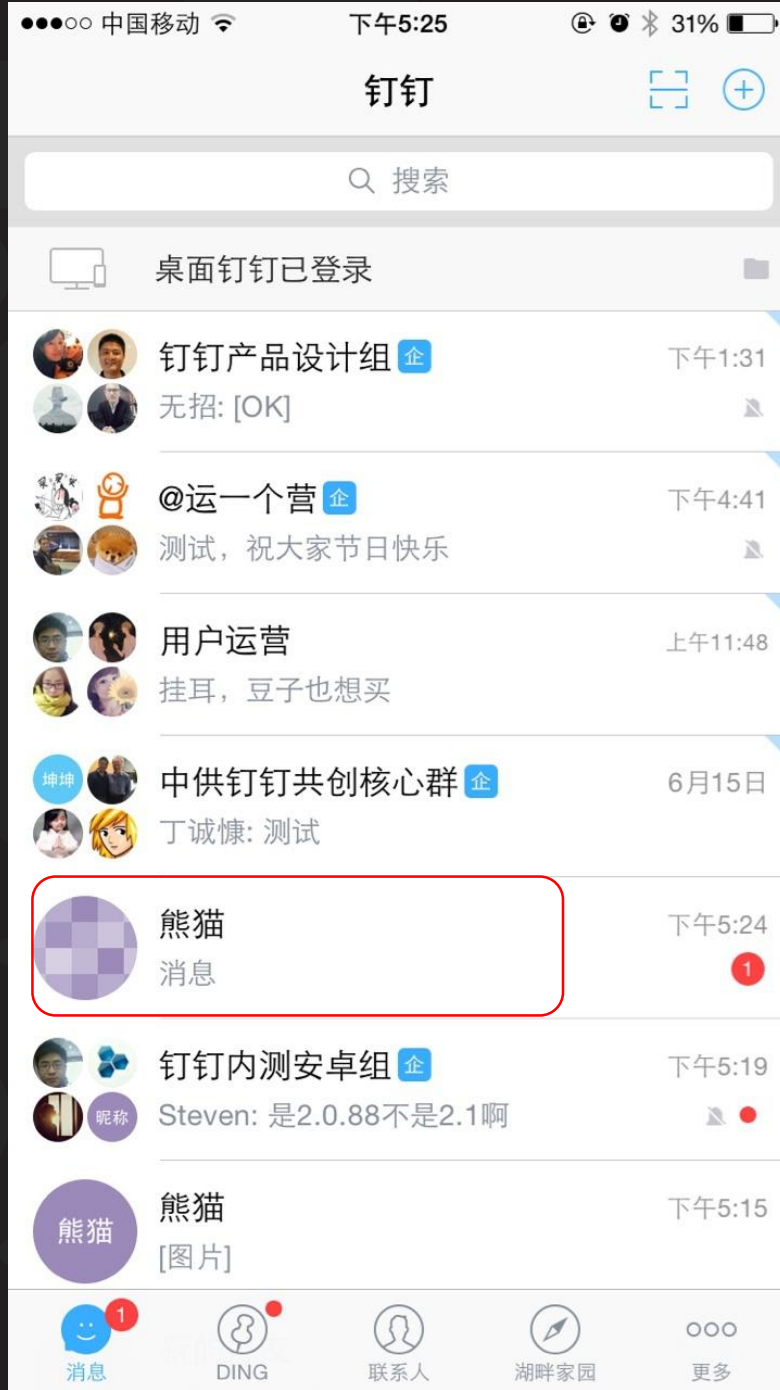 中国移动 下午5:25 31%
钉钉
搜索
桌面钉钉已登录
钉钉产品设计组 企 下午1:31
无招: [OK]
@运一个营 企 下午4:41
测试，祝大家节日快乐
用户运营 上午11:48
挂耳，豆子也想买
坤坤 中供钉钉共创核心群 企 6月15日
丁诚慷: 测试
熊猫 下午5:24
消息 1
钉钉内测安卓组 企 下午5:19
昵称 Steven: 是2.0.88不是2.1啊
熊猫 熊猫 下午5:15
[图片]
1
消息 DING 联系人 湖畔家园 更多